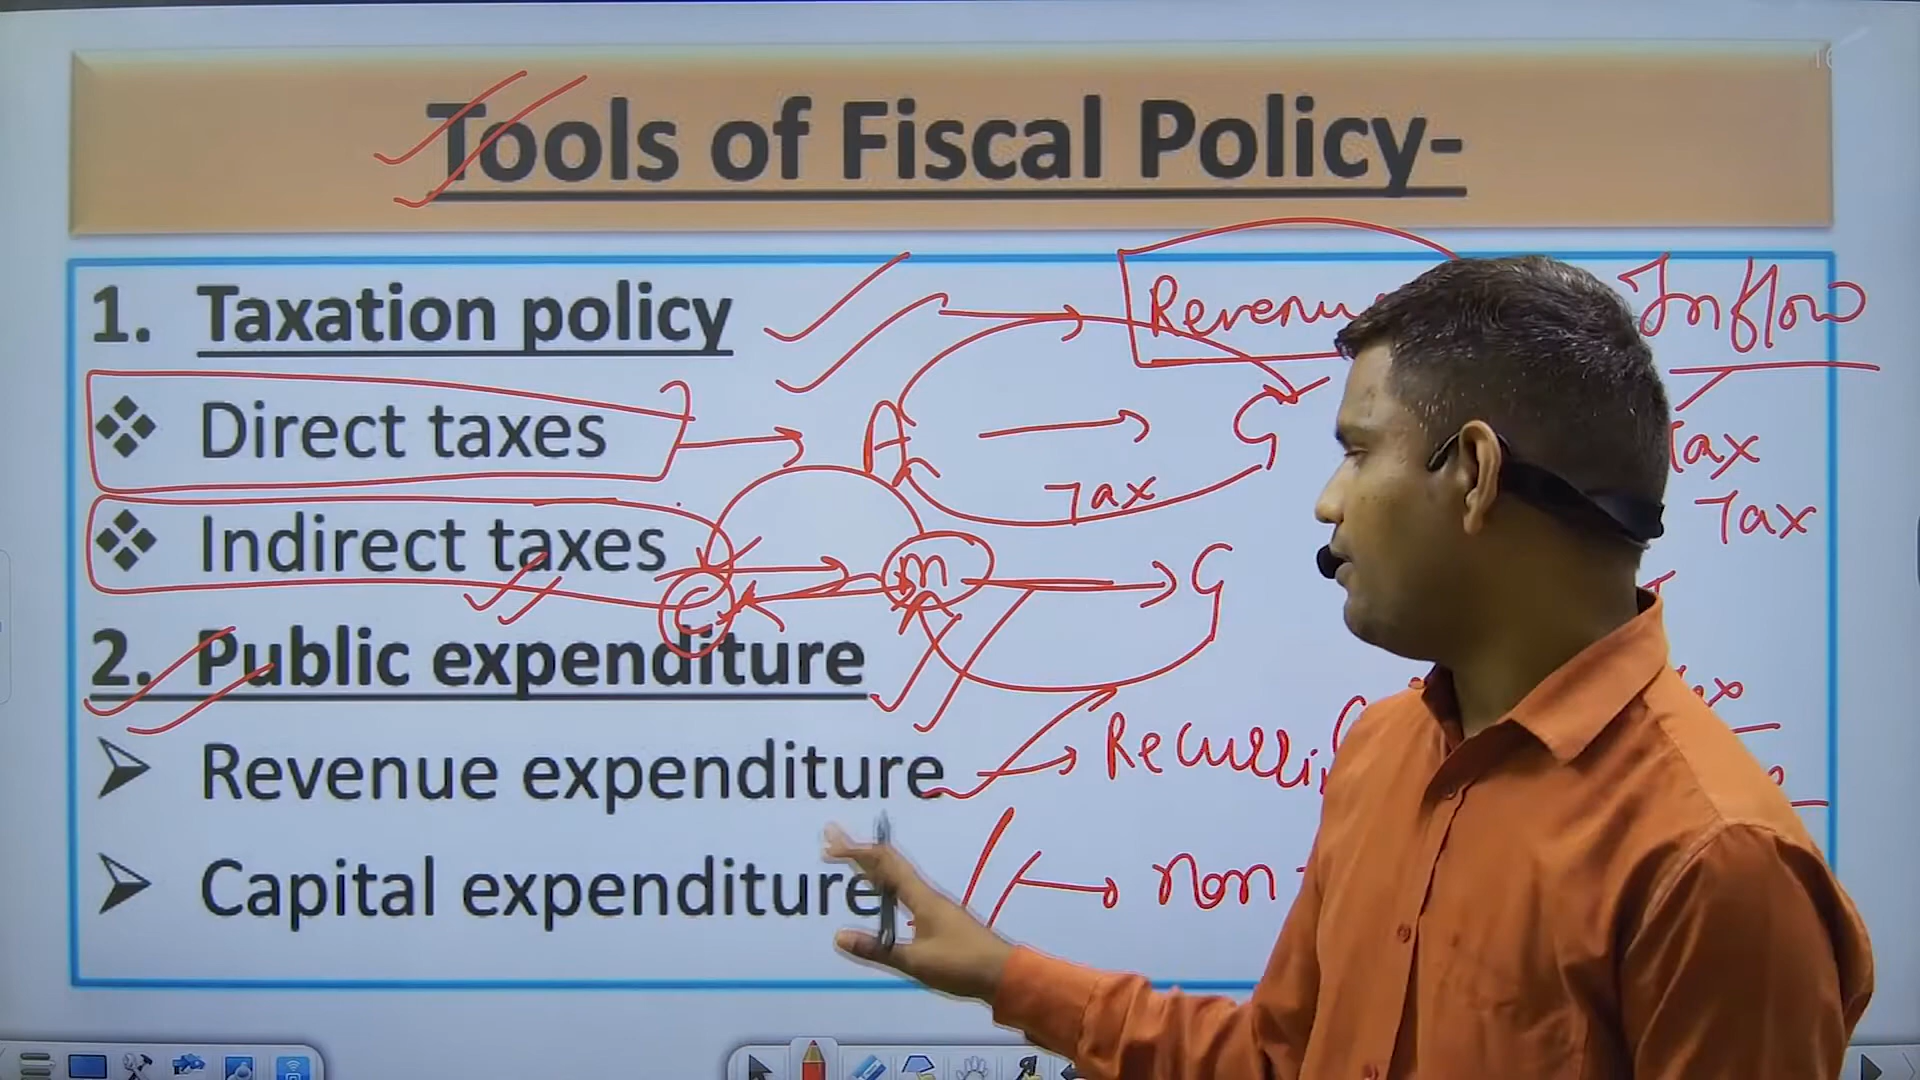 Tools of Fiscal Policy-
1. Taxation policy
Revenu
Inflow
❖ Direct taxes
A
G
Tax
Tax
Tax
❖ Indirect taxes
C
m
G
2. Public expenditure
➢ Revenue expenditure
➢ Capital expenditure
non